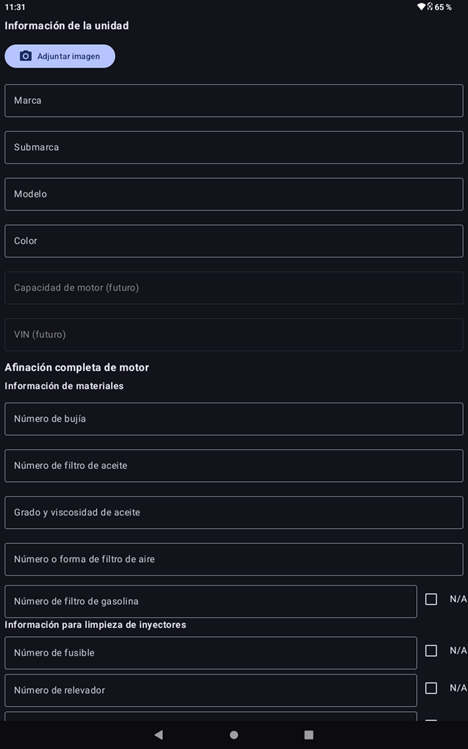 11:31
65 %
Información de la unidad
Adjuntar imagen
Marca
Submarca
Modelo
Color
Capacidad de motor (futuro)
VIN (futuro)
Afinación completa de motor
Información de materiales
Número de bujía
Número de filtro de aceite
Grado y viscosidad de aceite
Número o forma de filtro de aire
Número de filtro de gasolina
N/A
Información para limpieza de inyectores
Número de fusible
N/A
Número de relevador
N/A